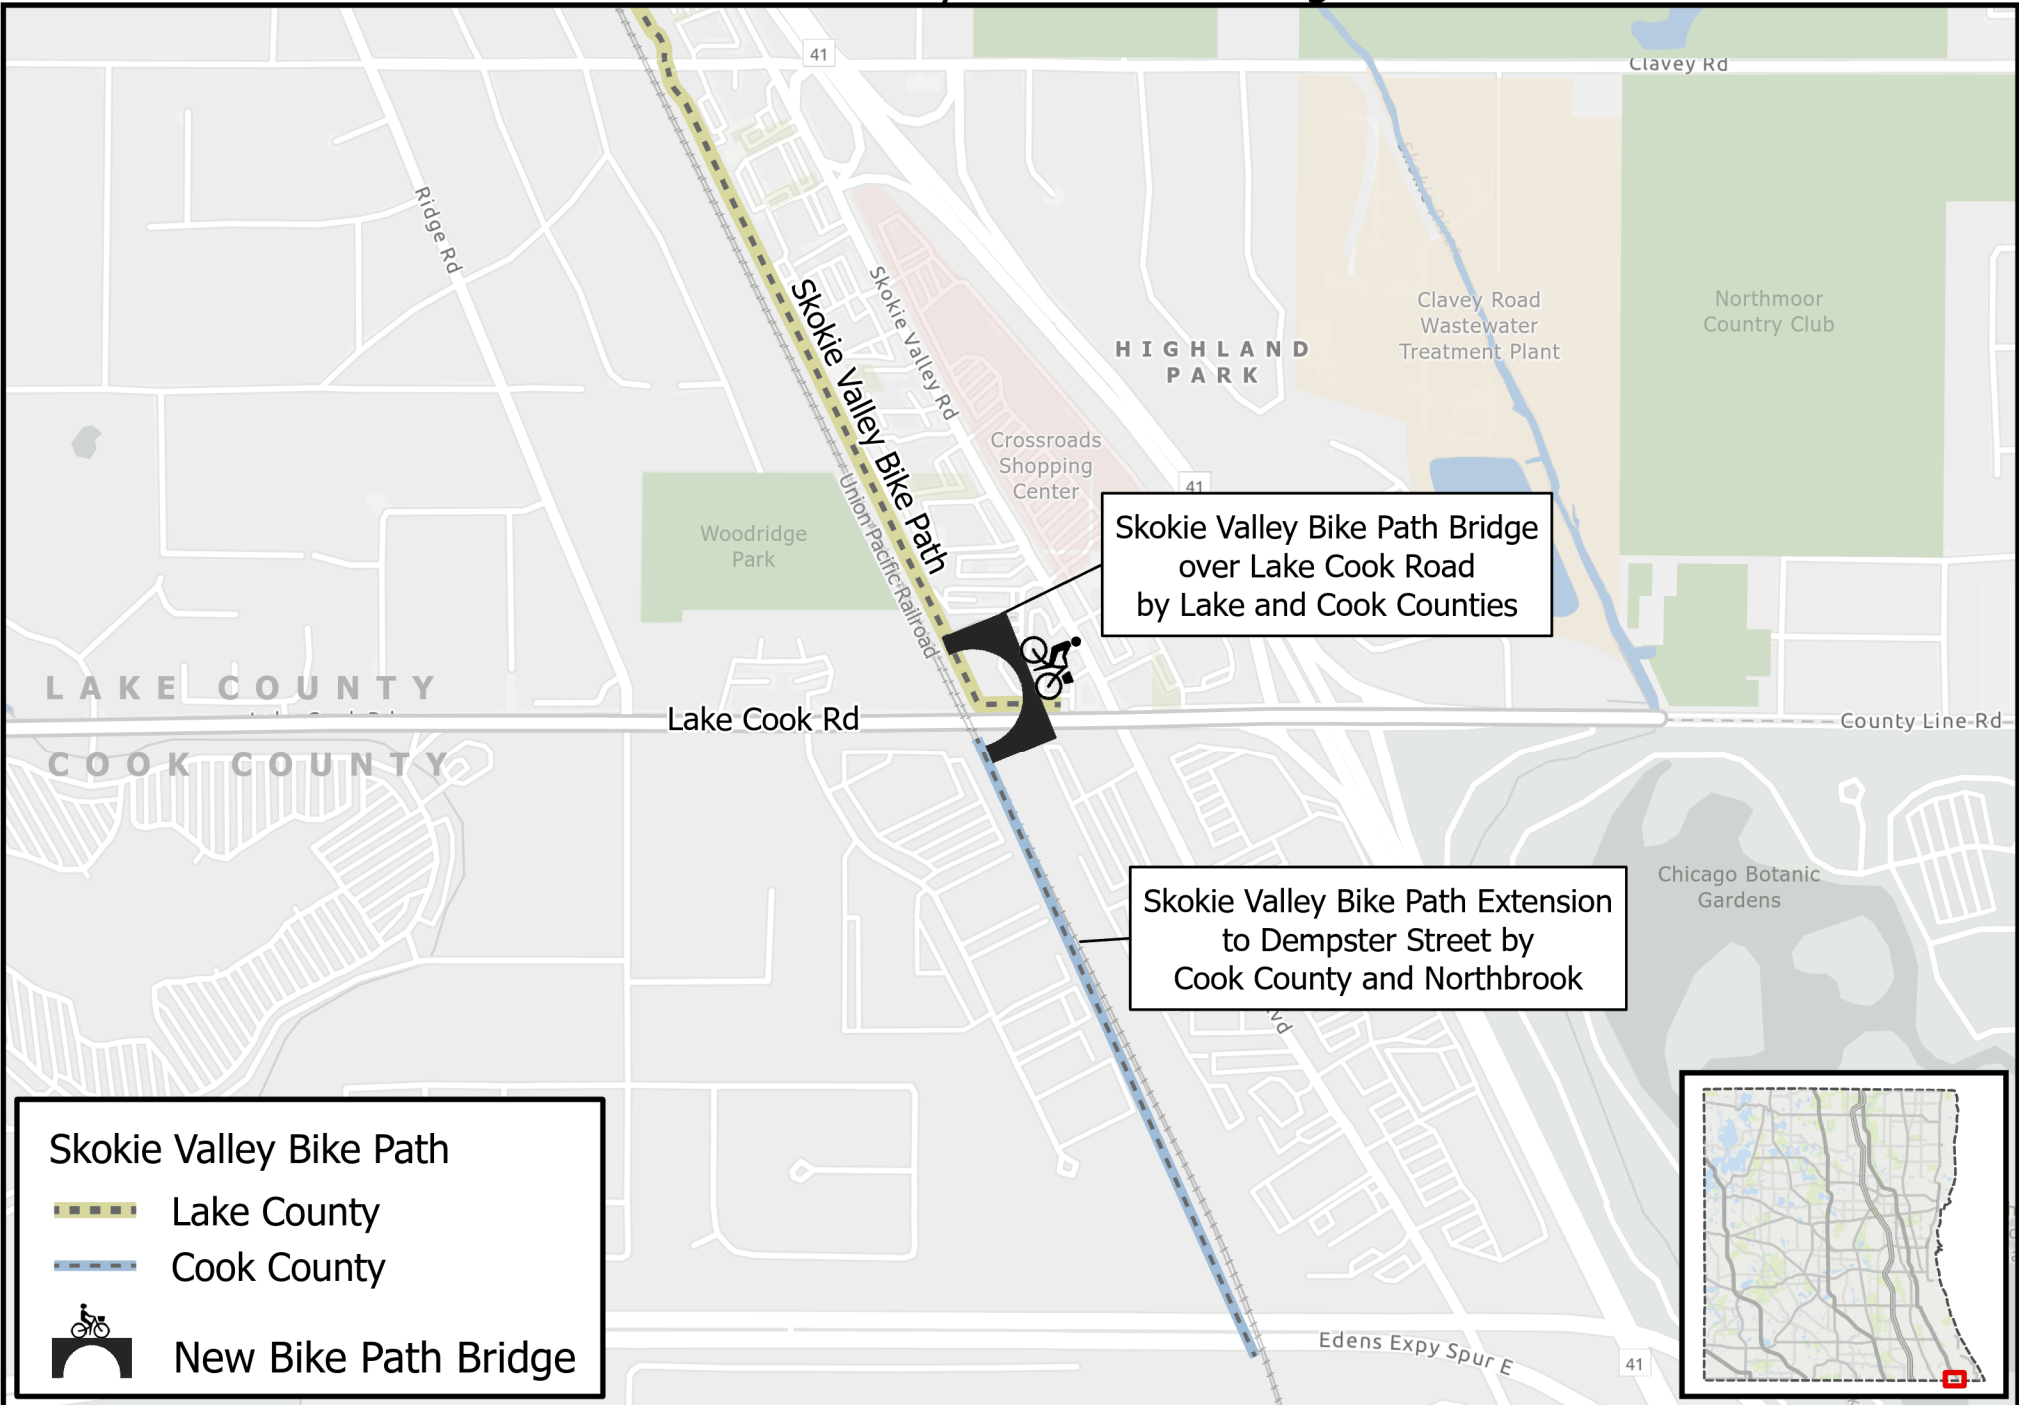 41
Clavey Rd
Ridge Rd
Skokie River
Skokie Valley Rd
Skokie Valley Bike Path
Clavey Road
Wastewater
Treatment Plant
Northmoor
Country Club
HIGHLAND
PARK
Crossroads
Shopping
Center
41
Union Pacific Railroad
Woodridge
Park
Skokie Valley Bike Path Bridge
over Lake Cook Road
by Lake and Cook Counties
LAKE COUNTY
Lake Cook Rd
County Line Rd
COOK COUNTY
Chicago Botanic
Gardens
Skokie Valley Bike Path Extension
to Dempster Street by
Cook County and Northbrook
Skokie Valley Bike Path
Lake County
Cook County
New Bike Path Bridge
Edens Expy Spur E
41